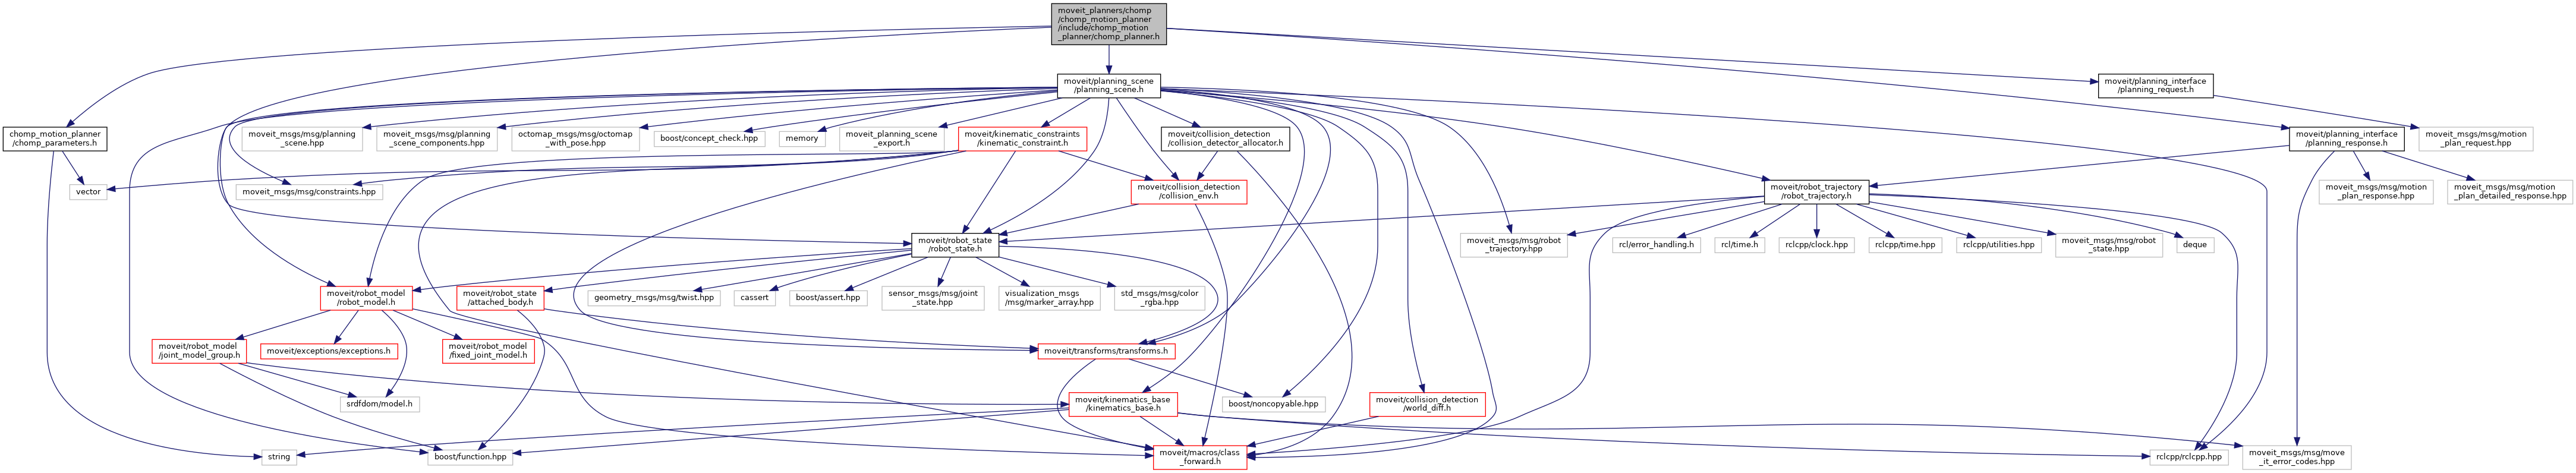 moveit_planners/chomp
/chomp_motion_planner
/include/chomp_motion
_planner/chomp_planner.h
moveit/planning_scene
/planning_scene.h
moveit/planning_interface
/planning_request.h
chomp_motion_planner
/chomp_parameters.h
moveit_msgs/msg/planning
_scene.hpp
moveit_msgs/msg/planning
_scene_components.hpp
octomap_msgs/msg/octomap
_with_pose.hpp
boost/concept_check.hpp
memory
moveit_planning_scene
_export.h
moveit/kinematic_constraints
/kinematic_constraint.h
moveit/collision_detection
/collision_detector_allocator.h
moveit/planning_interface
/planning_response.h
moveit_msgs/msg/motion
_plan_request.hpp
vector
moveit_msgs/msg/constraints.hpp
moveit/collision_detection
/collision_env.h
moveit/robot_trajectory
/robot_trajectory.h
moveit_msgs/msg/motion
_plan_response.hpp
moveit_msgs/msg/motion
_plan_detailed_response.hpp
moveit/robot_state
/robot_state.h
moveit_msgs/msg/robot
_trajectory.hpp
rcl/error_handling.h
rcl/time.h
rclcpp/clock.hpp
rclcpp/time.hpp
rclcpp/utilities.hpp
moveit_msgs/msg/robot
_state.hpp
deque
moveit/robot_model
/robot_model.h
moveit/robot_state
/attached_body.h
geometry_msgs/msg/twist.hpp
cassert
boost/assert.hpp
sensor_msgs/msg/joint
_state.hpp
visualization_msgs
/msg/marker_array.hpp
std_msgs/msg/color
_rgba.hpp
moveit/robot_model
/joint_model_group.h
moveit/exceptions/exceptions.h
moveit/robot_model
/fixed_joint_model.h
moveit/transforms/transforms.h
srdfdom/model.h
moveit/kinematics_base
/kinematics_base.h
boost/noncopyable.hpp
moveit/collision_detection
/world_diff.h
string
boost/function.hpp
moveit/macros/class
_forward.h
rclcpp/rclcpp.hpp
moveit_msgs/msg/move
_it_error_codes.hpp